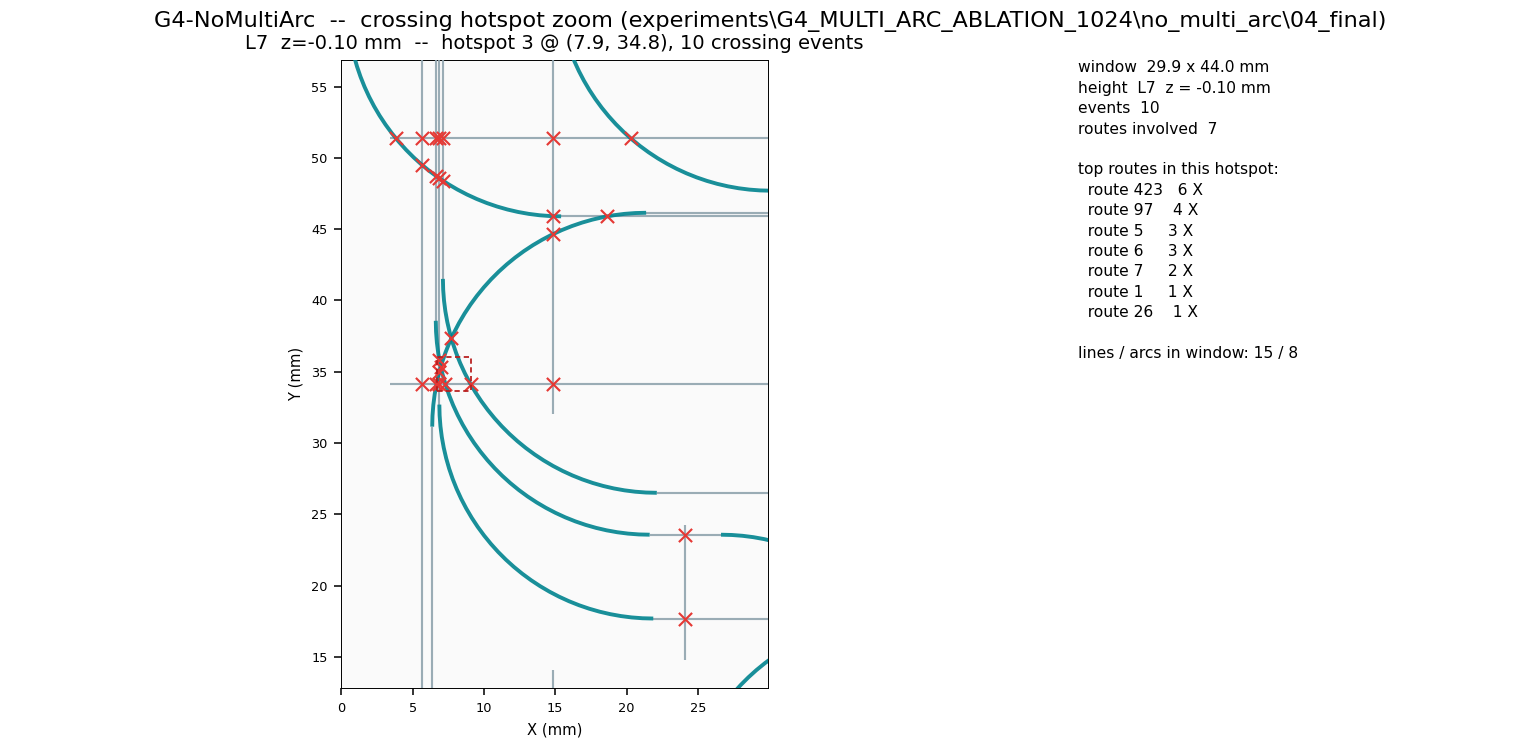 G4-NoMultiArc -- crossing hotspot zoom (experiments\G4_MULTI_ARC_ABLATION_1024\no_multi_arc\04_final)
L7 z=-0.10 mm -- hotspot 3 @ (7.9, 34.8), 10 crossing events
window 29.9 x 44.0 mm
height L7 z = -0.10 mm
events 10
routes involved 7
top routes in this hotspot:
route 423 6 X
route 97 4 X
route 5 3 X
route 6 3 X
route 7 2 X
route 1 1 X
route 26 1 X
lines / arcs in window: 15 / 8
55
50
45
40
35
30
25
20
15
Y (mm)
0 5 10 15 20 25
X (mm)